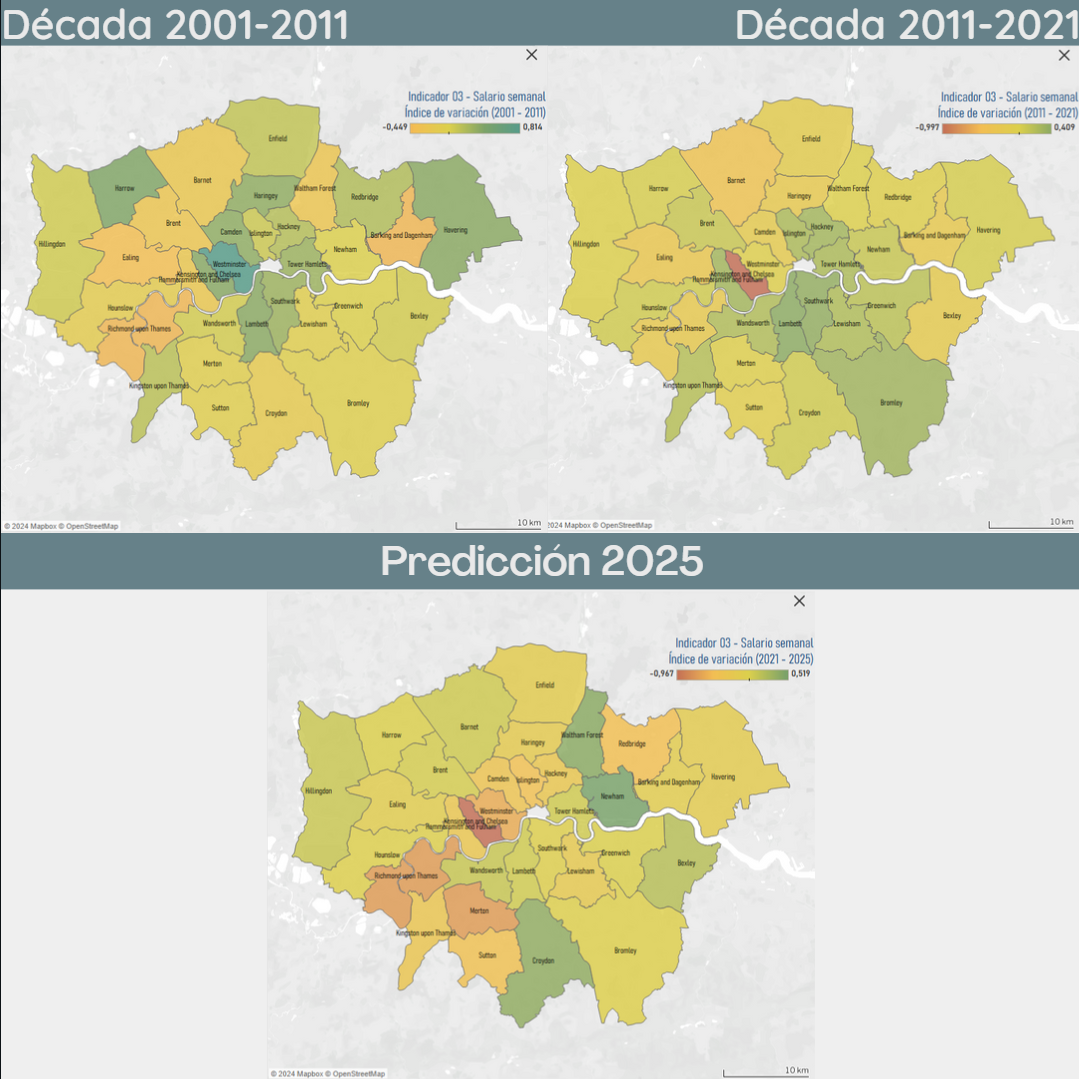 Década 2001-2011
Década 2011-2021
×
Indicador 03 - Salario semanal
Índice de variación (2001 - 2011)
-0,449
0,814
Enfield
Harrow
Barnet
Haringey
Waltham Forest
Redbridge
Havering
Hillingdon
Brent
Camden
Islington
Hackney
Barking and Dagenham
Ealing
Westminster
Newham
Kensington and Chelsea
Hammersmith and Fulham
Tower Hamlets
Hounslow
Southwark
Greenwich
Bexley
Richmond upon Thames
Wandsworth
Lambeth
Lewisham
Merton
Kingston upon Thames
Sutton
Croydon
Bromley
© 2024 Mapbox © OpenStreetMap
10 km
×
Indicador 03 - Salario semanal
Índice de variación (2011 - 2021)
-0,997
0,409
Enfield
Harrow
Barnet
Haringey
Waltham Forest
Redbridge
Havering
Hillingdon
Brent
Camden
Islington
Hackney
Barking and Dagenham
Ealing
Westminster
Newham
Kensington and Chelsea
Hammersmith and Fulham
Tower Hamlets
Hounslow
Southwark
Greenwich
Bexley
Richmond upon Thames
Wandsworth
Lambeth
Lewisham
Merton
Kingston upon Thames
Sutton
Croydon
Bromley
2024 Mapbox © OpenStreetMap
10 km
Predicción 2025
×
Indicador 03 - Salario semanal
Índice de variación (2021 - 2025)
-0,967
0,519
Enfield
Harrow
Barnet
Haringey
Waltham Forest
Redbridge
Havering
Hillingdon
Brent
Camden
Islington
Hackney
Barking and Dagenham
Ealing
Westminster
Newham
Kensington and Chelsea
Hammersmith and Fulham
Tower Hamlets
Hounslow
Southwark
Greenwich
Bexley
Richmond upon Thames
Wandsworth
Lambeth
Lewisham
Merton
Kingston upon Thames
Sutton
Croydon
Bromley
© 2024 Mapbox © OpenStreetMap
10 km